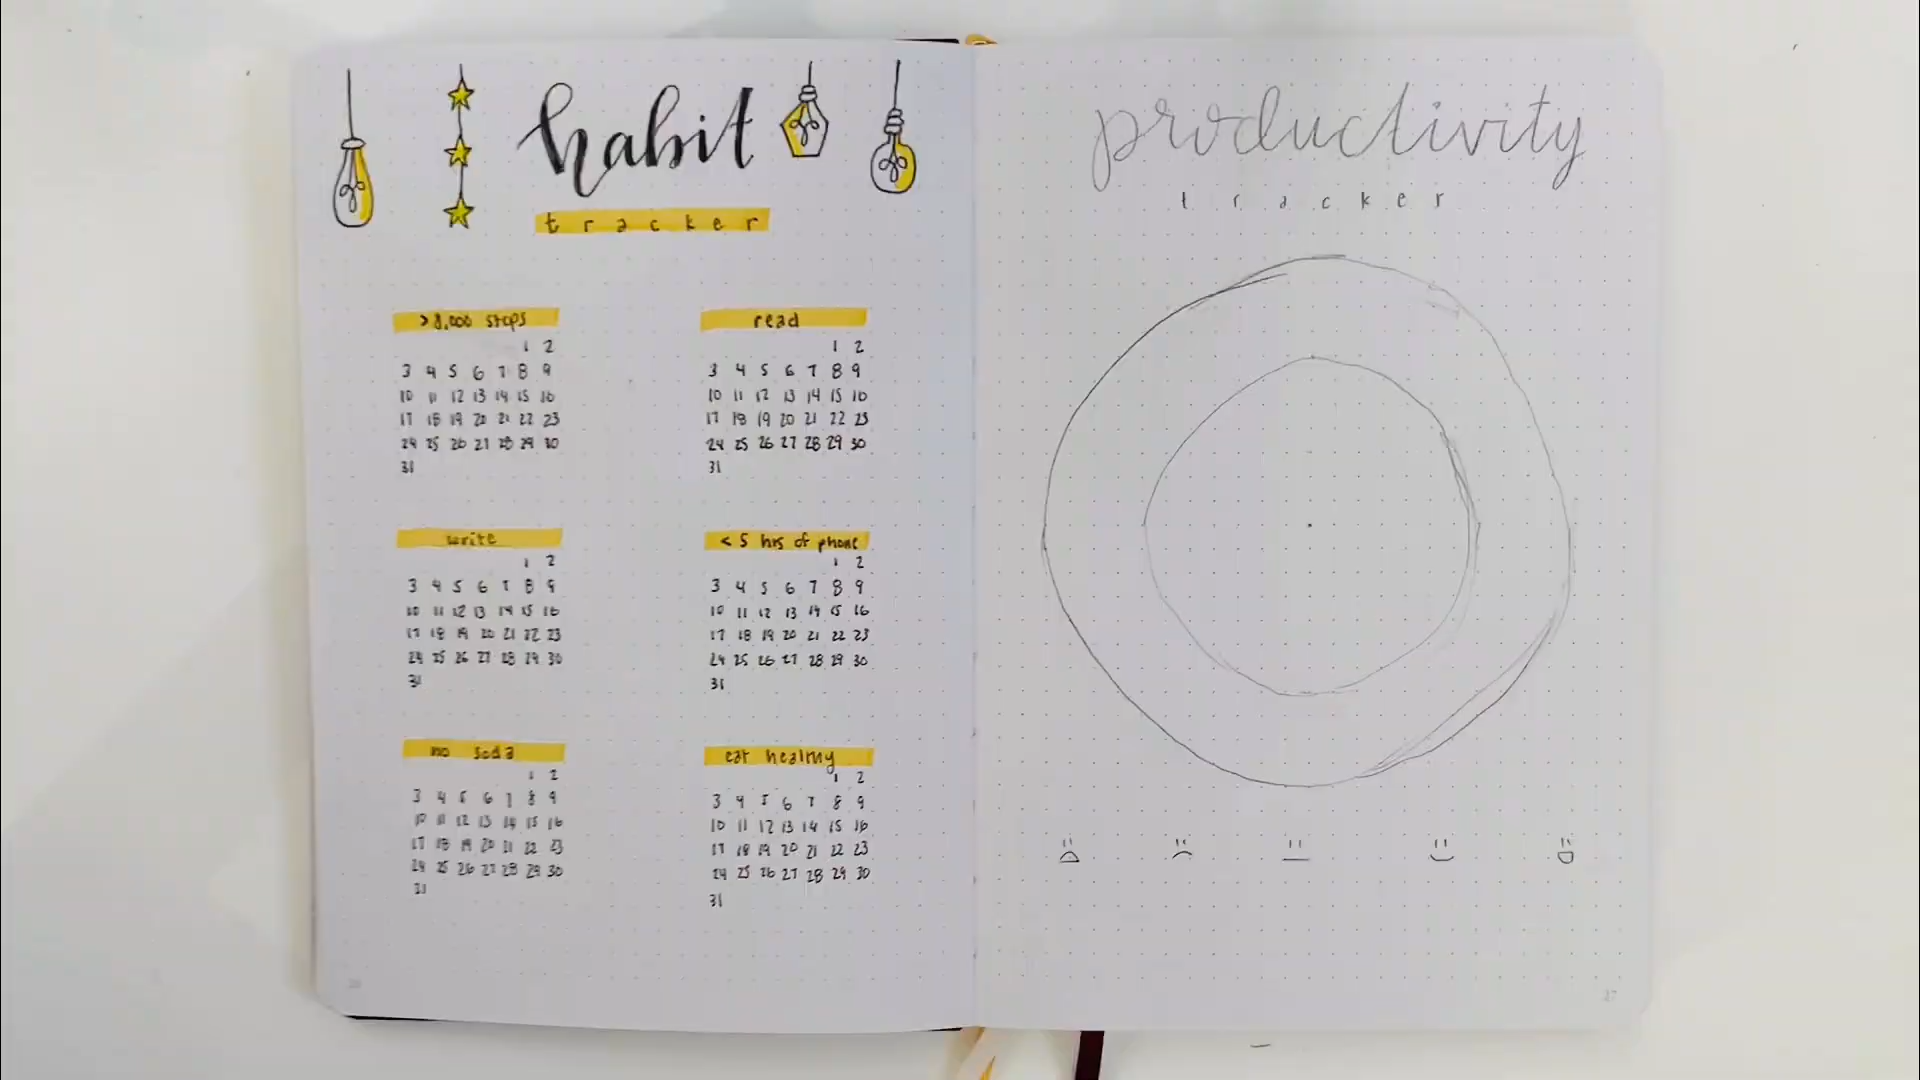 habit
tracker
>8,000 steps
1 2
3 4 5 6 7 8 9
10 11 12 13 14 15 16
17 18 19 20 21 22 23
24 25 26 27 28 29 30
31
read
1 2
3 4 5 6 7 8 9
10 11 12 13 14 15 16
17 18 19 20 21 22 23
24 25 26 27 28 29 30
31
write
1 2
3 4 5 6 7 8 9
10 11 12 13 14 15 16
17 18 19 20 21 22 23
24 25 26 27 28 29 30
31
<5 hrs of phone
1 2
3 4 5 6 7 8 9
10 11 12 13 14 15 16
17 18 19 20 21 22 23
24 25 26 27 28 29 30
31
no soda
1 2
3 4 5 6 7 8 9
10 11 12 13 14 15 16
17 18 19 20 21 22 23
24 25 26 27 28 29 30
31
eat healthy
1 2
3 4 5 6 7 8 9
10 11 12 13 14 15 16
17 18 19 20 21 22 23
24 25 26 27 28 29 30
31
productivity
tracker
27